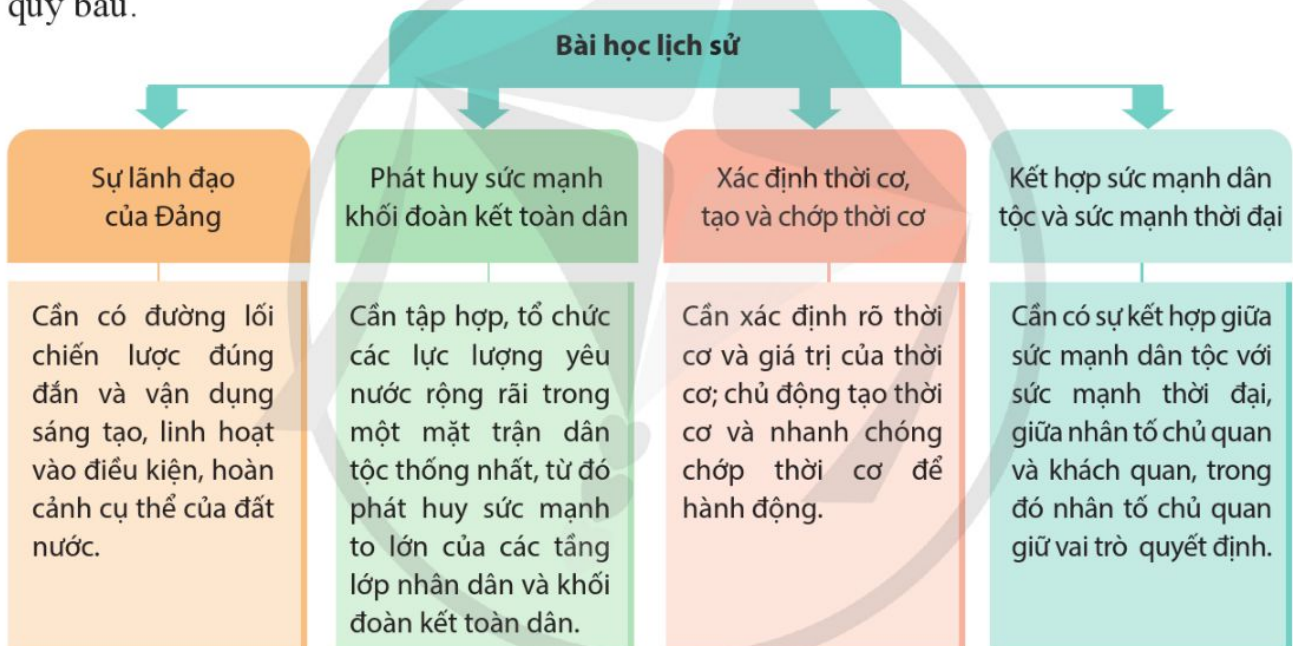 quý báu.
Bài học lịch sử
Sự lãnh đạo
của Đảng
Cần có đường lối
chiến lược đúng
đắn và vận dụng
sáng tạo, linh hoạt
vào điều kiện, hoàn
cảnh cụ thể của đất
nước.
Phát huy sức mạnh
khối đoàn kết toàn dân
Cần tập hợp, tổ chức
các lực lượng yêu
nước rộng rãi trong
một mặt trận dân
tộc thống nhất, từ đó
phát huy sức mạnh
to lớn của các tầng
lớp nhân dân và khối
đoàn kết toàn dân.
Xác định thời cơ,
tạo và chớp thời cơ
Cần xác định rõ thời
cơ và giá trị của thời
cơ; chủ động tạo thời
cơ và nhanh chóng
chớp thời cơ để
hành động.
Kết hợp sức mạnh dân
tộc và sức mạnh thời đại
Cần có sự kết hợp giữa
sức mạnh dân tộc với
sức mạnh thời đại,
giữa nhân tố chủ quan
và khách quan, trong
đó nhân tố chủ quan
giữ vai trò quyết định.